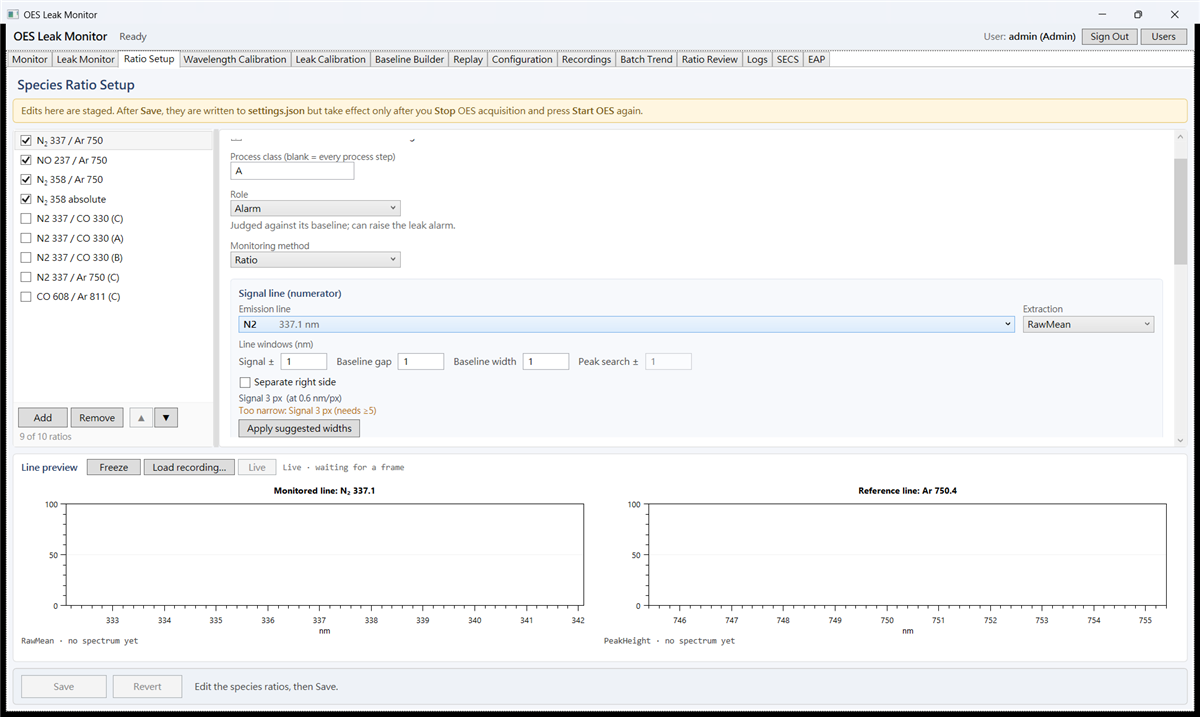 OES Leak Monitor
OES Leak Monitor Ready User: admin (Admin) Sign Out Users
Monitor Leak Monitor Ratio Setup Wavelength Calibration Leak Calibration Baseline Builder Replay Configuration Recordings Batch Trend Ratio Review Logs SECS EAP
Species Ratio Setup
Edits here are staged. After Save, they are written to settings.json but take effect only after you Stop OES acquisition and press Start OES again.
N₂ 337 / Ar 750
NO 237 / Ar 750
N₂ 358 / Ar 750
N₂ 358 absolute
N2 337 / CO 330 (C)
N2 337 / CO 330 (A)
N2 337 / CO 330 (B)
N2 337 / Ar 750 (C)
CO 608 / Ar 811 (C)
Add Remove ▲ ▼
9 of 10 ratios
Process class (blank = every process step)
A
Role
Alarm
Judged against its baseline; can raise the leak alarm.
Monitoring method
Ratio
Signal line (numerator)
Emission line Extraction
N2 337.1 nm RawMean
Line windows (nm)
Signal ± 1 Baseline gap 1 Baseline width 1 Peak search ± 1
Separate right side
Signal 3 px (at 0.6 nm/px)
Too narrow: Signal 3 px (needs ≥5)
Apply suggested widths
Line preview Freeze Load recording... Live Live · waiting for a frame
Monitored line: N₂ 337.1
100
50
0
333 334 335 336 337 338 339 340 341 342
nm
RawMean · no spectrum yet
Reference line: Ar 750.4
100
50
0
746 747 748 749 750 751 752 753 754 755
nm
PeakHeight · no spectrum yet
Save Revert Edit the species ratios, then Save.